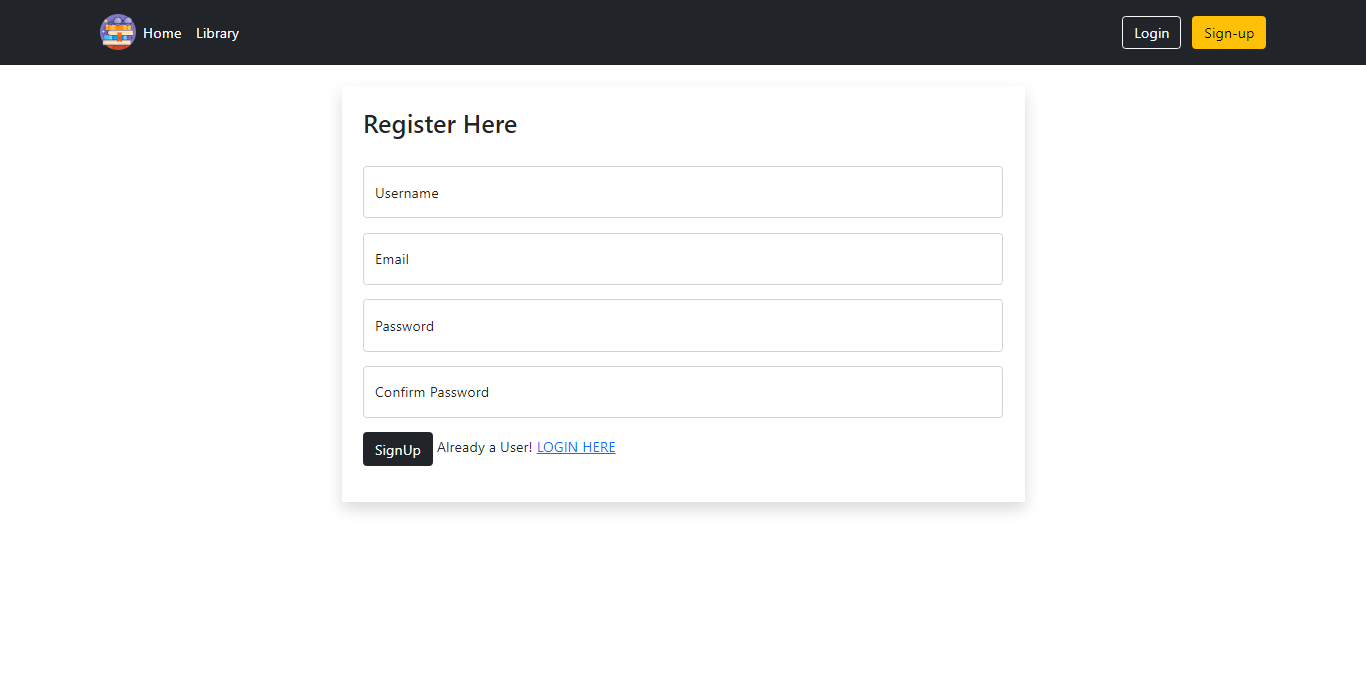 Home Library Login Sign-up
Register Here
Username
Email
Password
Confirm Password
SignUp Already a User! LOGIN HERE